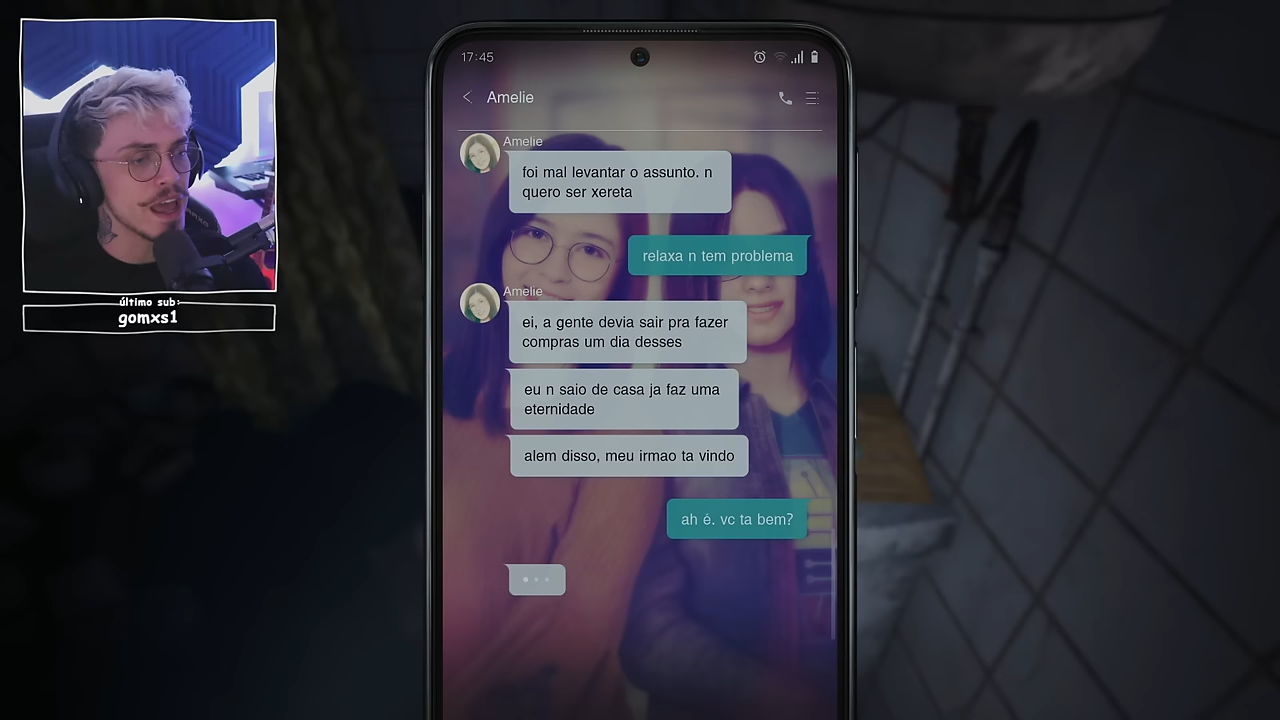 17:45
Amelie
Amelie
foi mal levantar o assunto. n
quero ser xereta
relaxa n tem problema
Amelie
ei, a gente devia sair pra fazer
compras um dia desses
eu n saio de casa ja faz uma
eternidade
alem disso, meu irmao ta vindo
ah é. vc ta bem?
último sub:
gomxs1